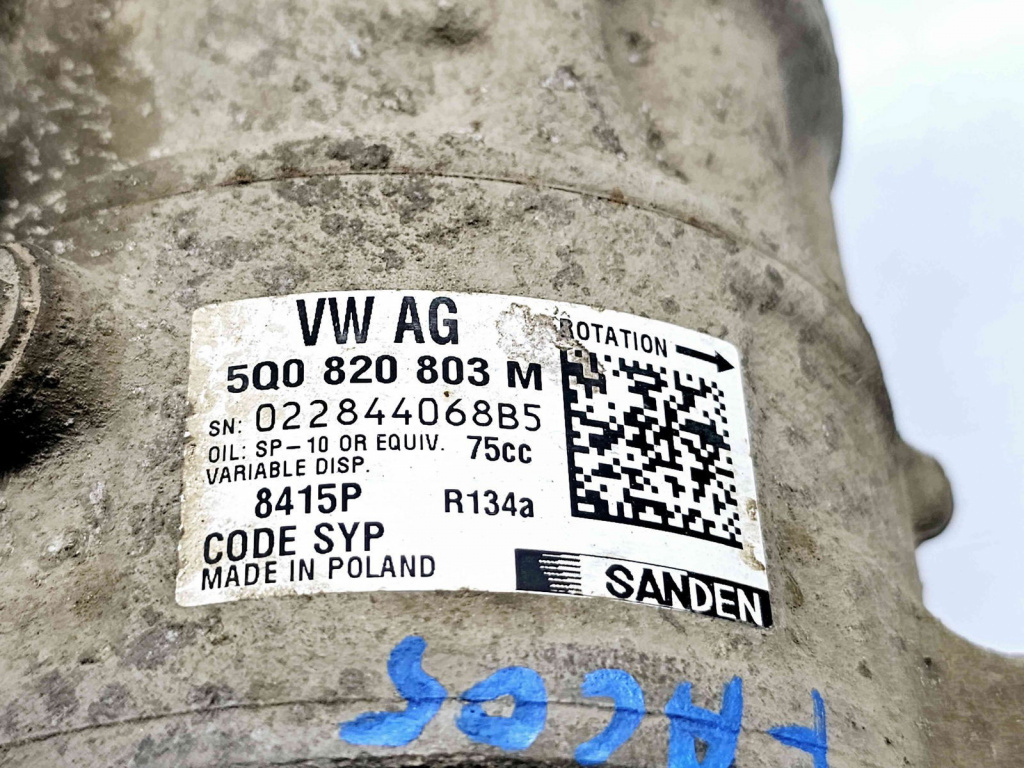 VW AG
ROTATION
5Q0 820 803 M
SN: 022844068B5
OIL: SP-10 OR EQUIV. 75cc
VARIABLE DISP.
8415P R134a
CODE SYP
MADE IN POLAND
SANDEN